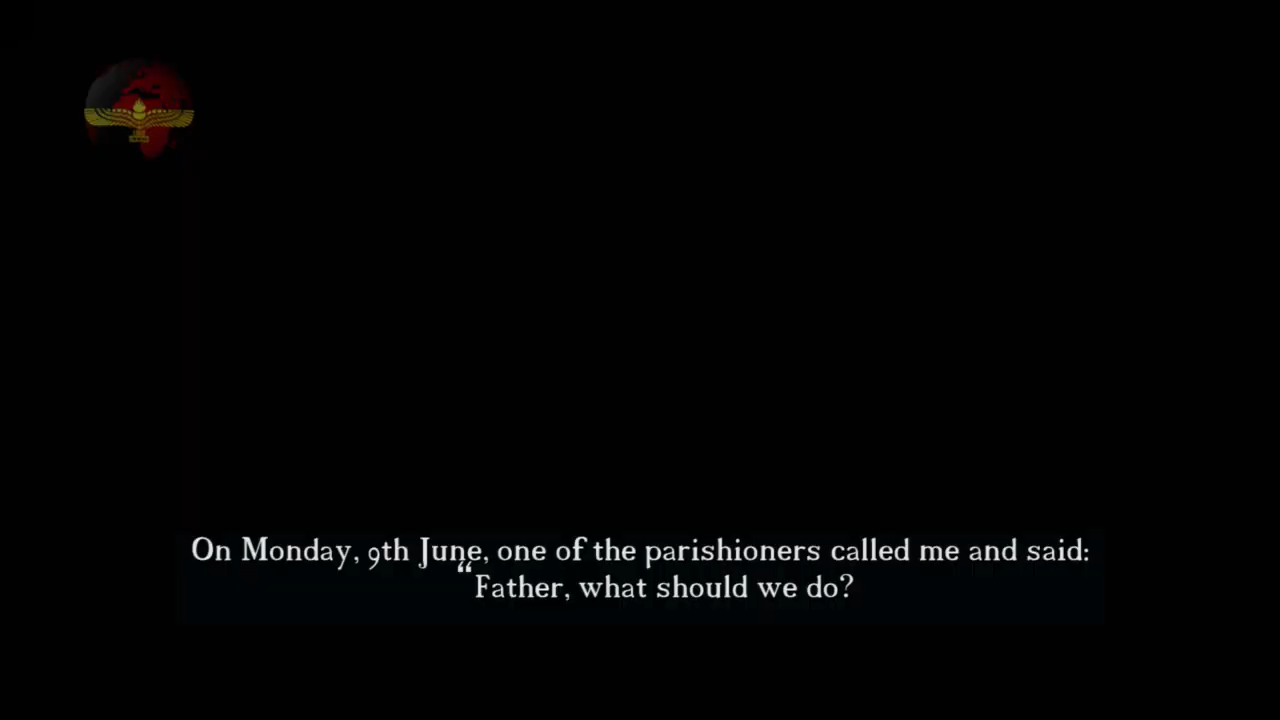 On Monday, 9th June, one of the parishioners called me and said:
“Father, what should we do?